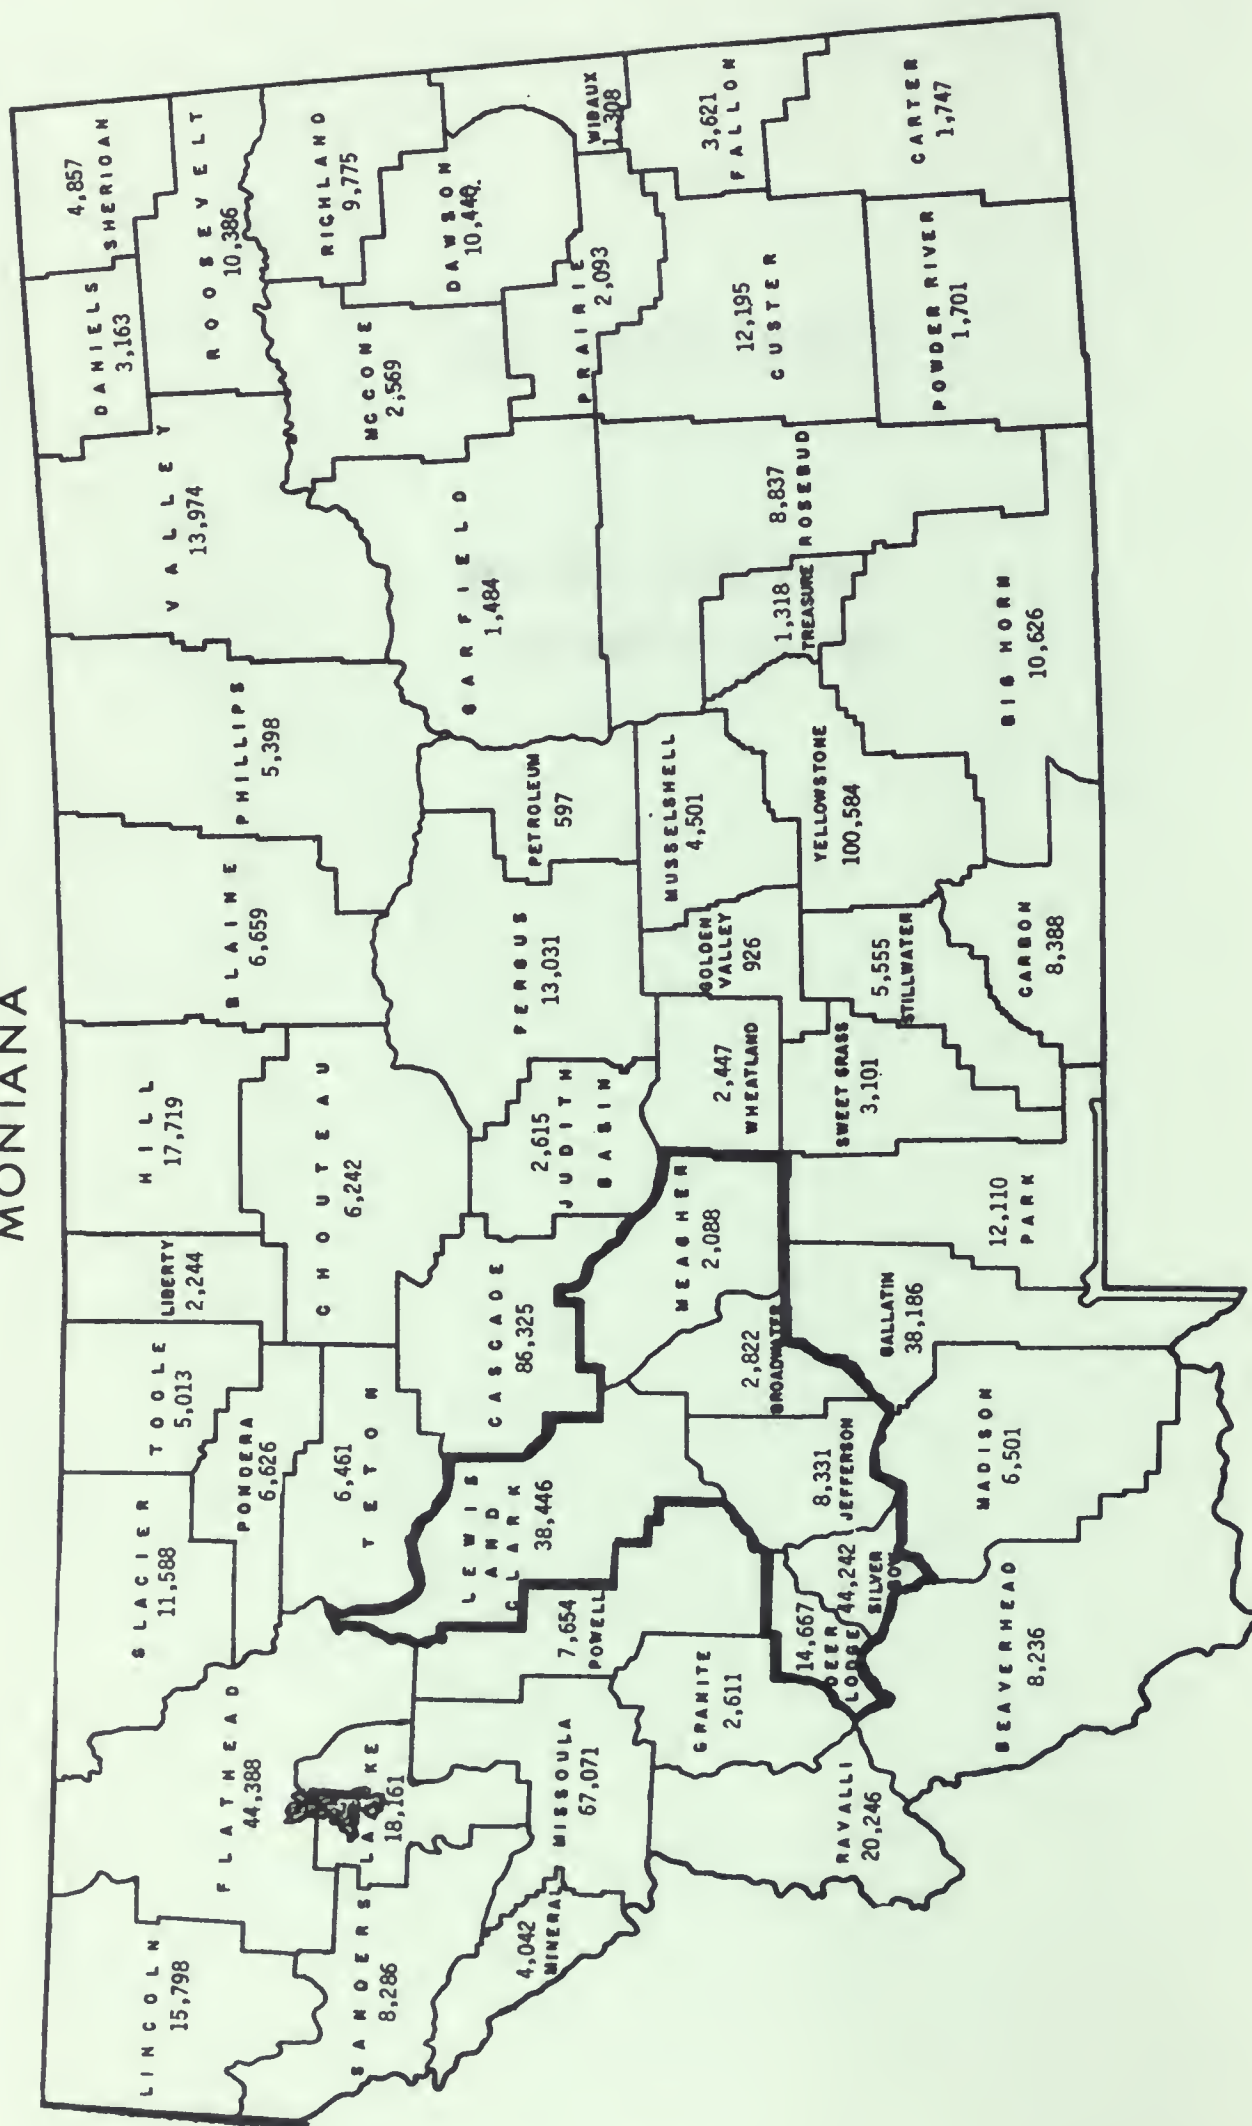 MONTANA
LINCOLN
15,798
FLATHEAD
44,388
GLACIER
11,588
TOOLE
5,013
LIBERTY
2,244
HILL
17,719
BLAINE
6,659
PHILLIPS
5,398
VALLEY
13,974
DANIELS
3,163
4,857
SHERIDAN
ROOSEVELT
10,386
SANDERS
8,286
LAKE
18,161
PONDERA
6,626
6,461
TETON
CHOUTEAU
6,242
RICHLAND
9,775
MCCONE
2,569
DAWSON
10,440
GARFIELD
1,484
4,042
MINERAL
MISSOULA
67,071
7,654
POWELL
LEWIS
AND
CLARK
38,446
CASCADE
86,325
2,615
JUDITH
BASIN
FERGUS
13,031
PETROLEUM
597
PRAIRIE
2,093
WIBAUX
1,308
GRANITE
2,611
8,331
JEFFERSON
2,822
BROADWATER
MEAGHER
2,088
2,447
WHEATLAND
GOLDEN
VALLEY
926
MUSSELSHELL
4,501
1,318
TREASURE
8,837
ROSEBUD
12,195
CUSTER
3,621
FALLON
RAVALLI
20,246
14,667
DEER
LODGE
44,242
SILVER
BOW
GALLATIN
38,186
SWEET GRASS
3,101
5,555
STILLWATER
YELLOWSTONE
100,584
BEAVERHEAD
8,236
MADISON
6,501
12,110
PARK
CARBON
8,388
BIG HORN
10,626
POWDER RIVER
1,701
CARTER
1,747